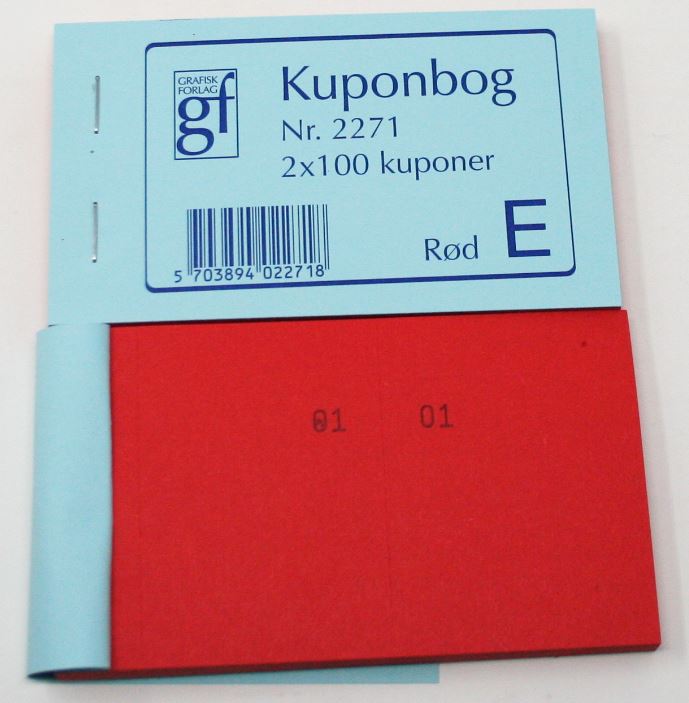 GRAFISK
FORLAG
gf
Kuponbog
Nr. 2271
2x100 kuponer
Rød E
5 703894 022718
01 01